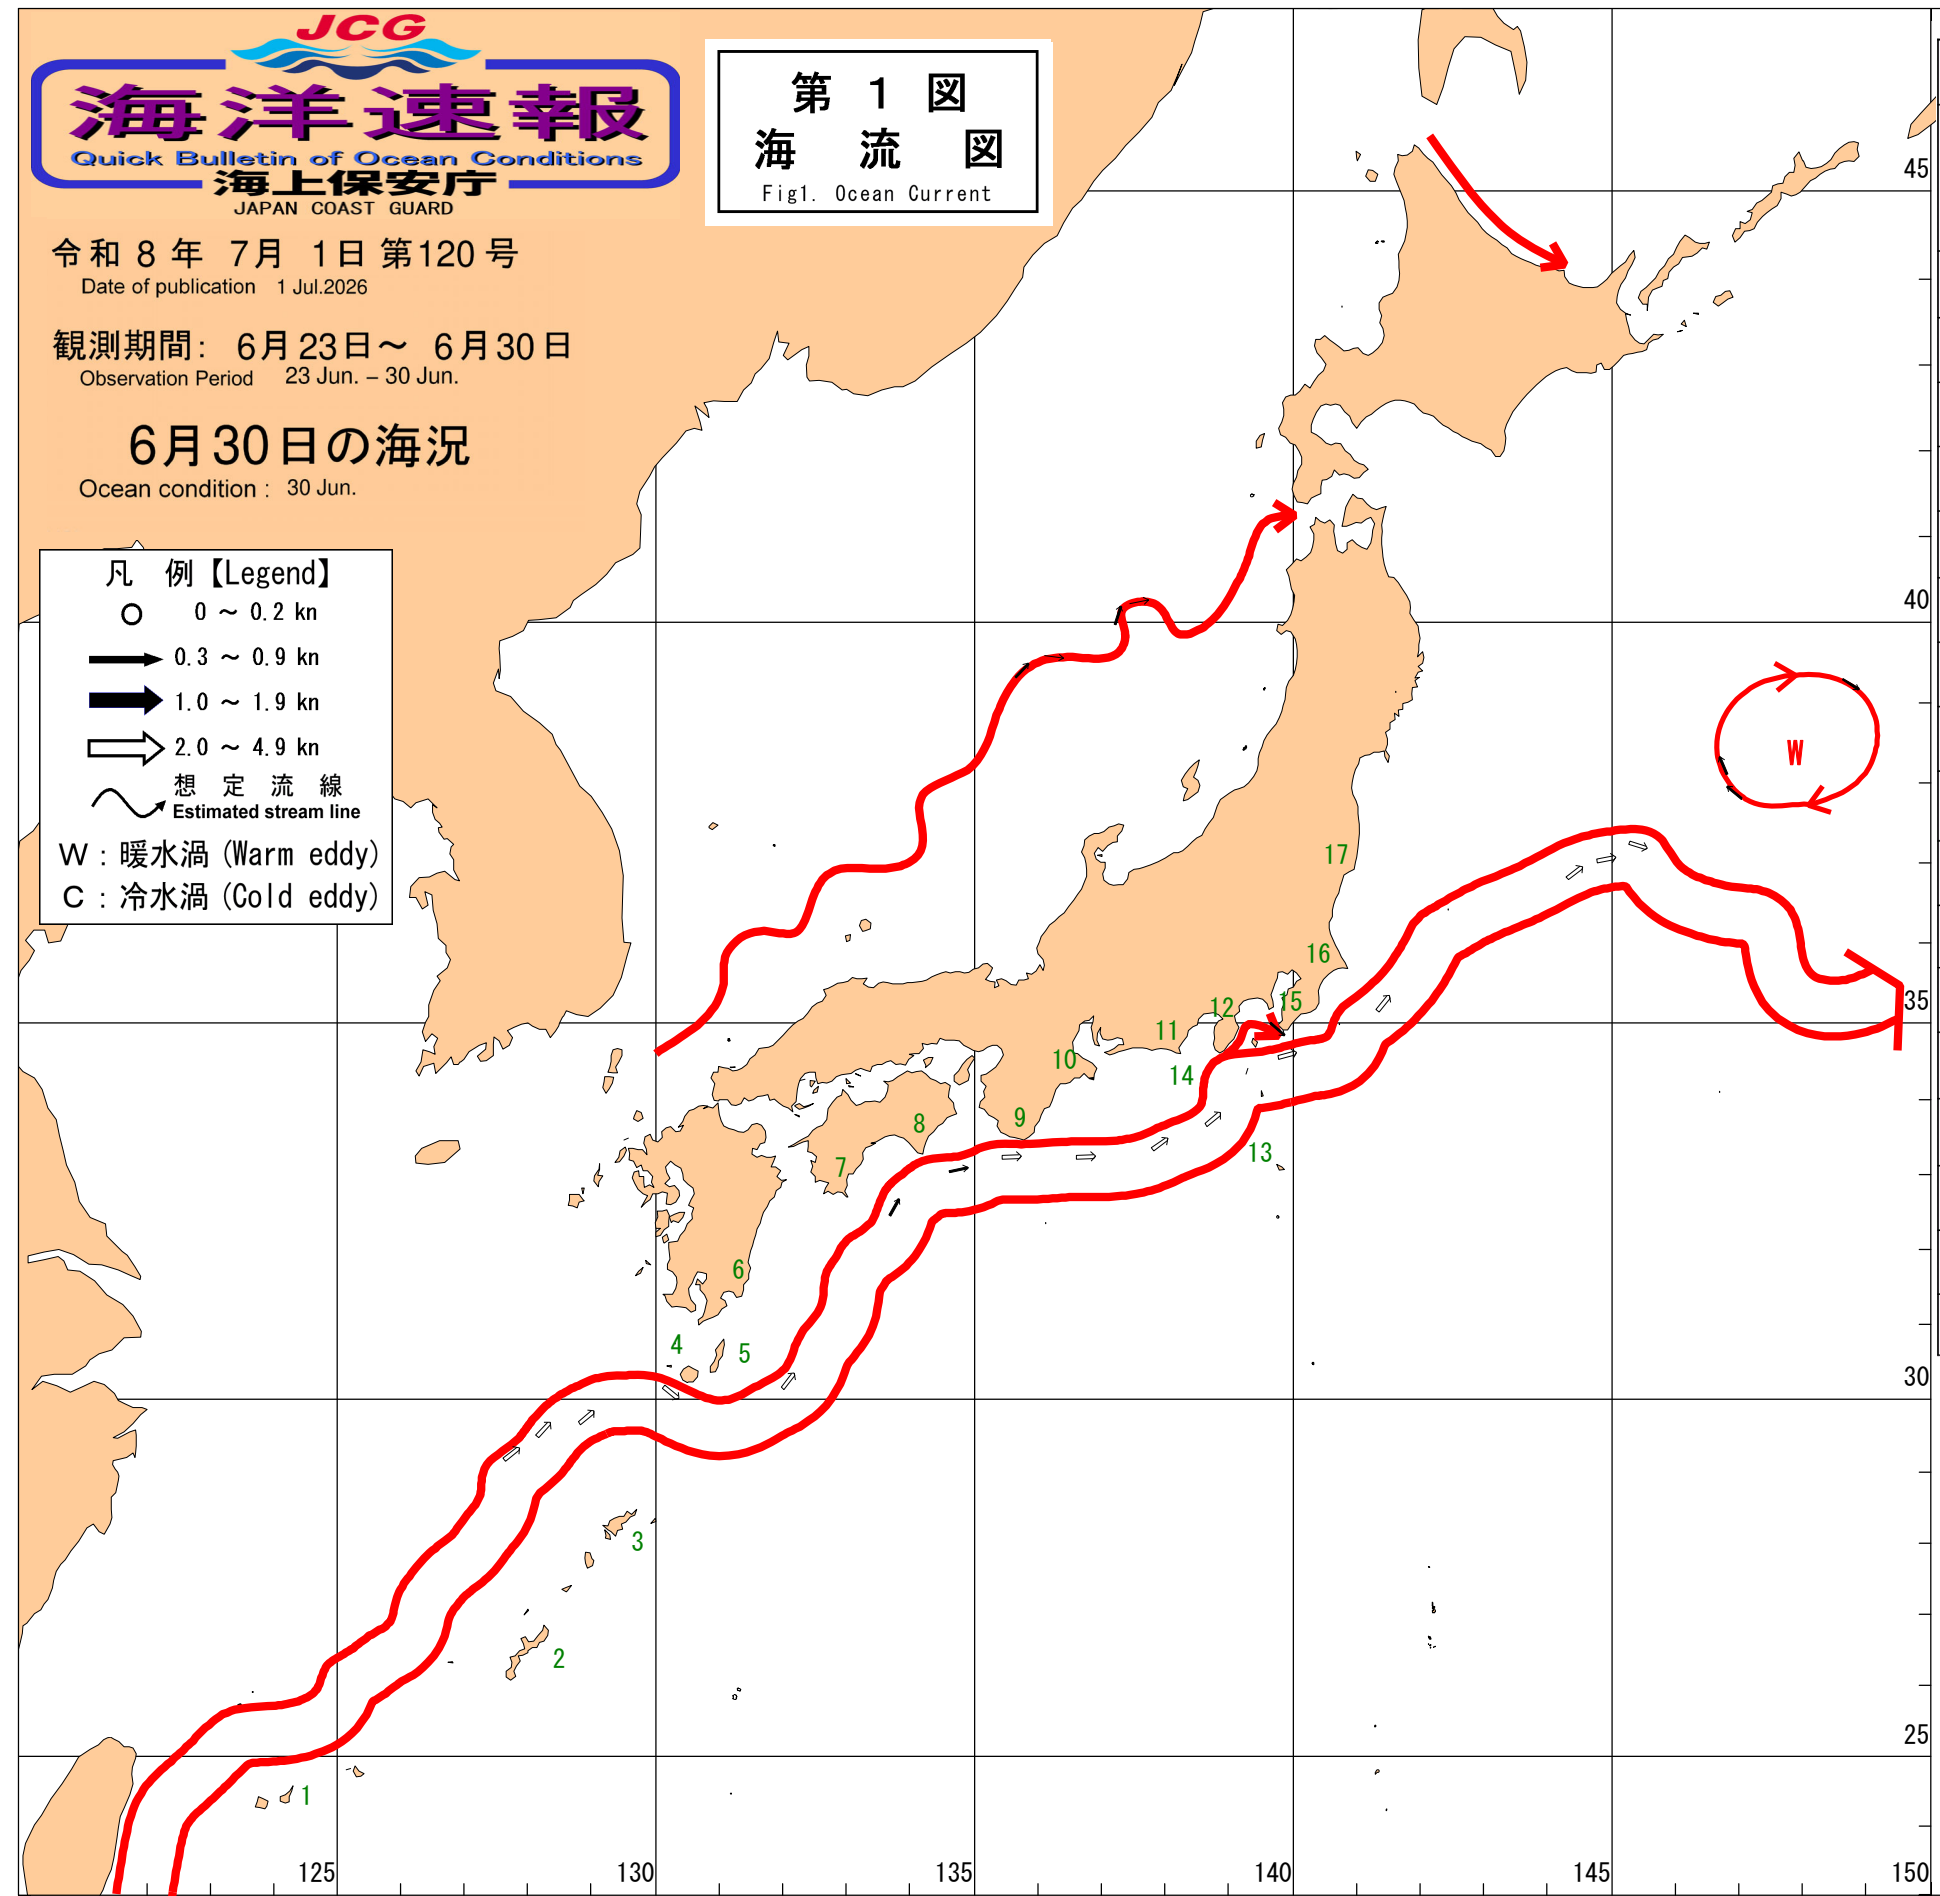 JCG
海洋速報
Quick Bulletin of Ocean Conditions
海上保安庁
JAPAN COAST GUARD
令和 8 年 7月 1日 第120号
Date of publication 1 Jul.2026
観測期間: 6月23日～ 6月30日
Observation Period 23 Jun. – 30 Jun.
6月30日の海況
Ocean condition : 30 Jun.
第 1 図
海 流 図
Fig1. Ocean Current
凡 例【Legend】
0 ～ 0.2 kn
0.3 ～ 0.9 kn
1.0 ～ 1.9 kn
2.0 ～ 4.9 kn
想 定 流 線
Estimated stream line
W : 暖水渦 (Warm eddy)
C : 冷水渦 (Cold eddy)
45
40
W
17
16
35
15
12
11
10
14
9
8
13
7
6
4
5
30
3
2
25
1
125
130
135
140
145
150